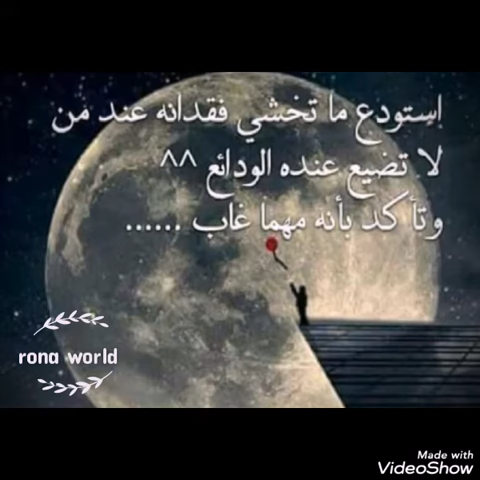 إستودع ما تخشي فقدانه عند من
لا تضيع عنده الودائع ^^
وتأكد بأنه مهما غاب ......
rona world
Made with
VideoShow